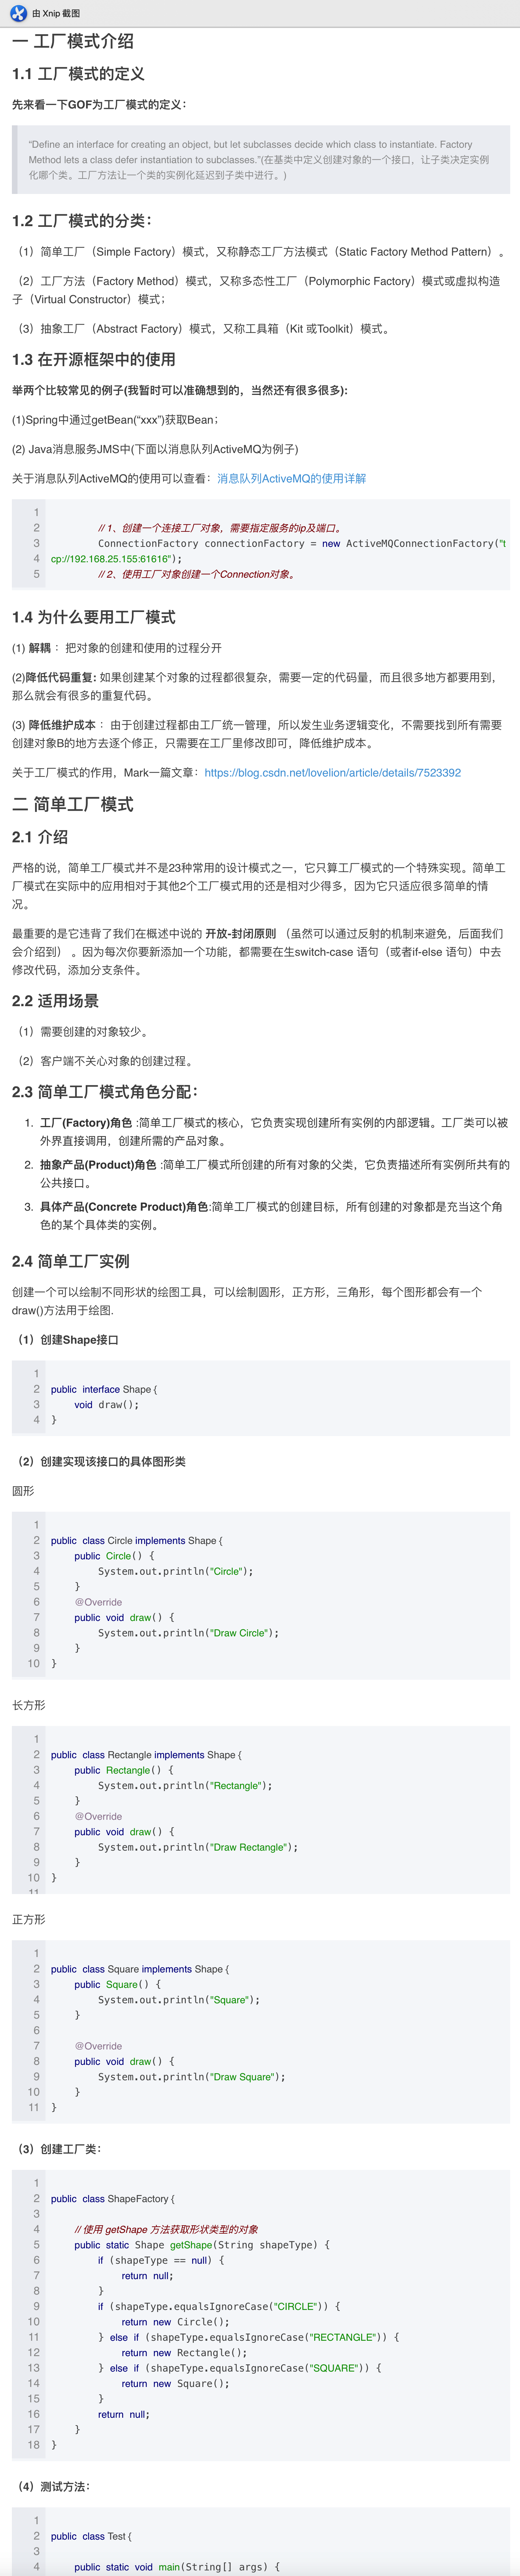 由 Xnip 截图
一 工厂模式介绍
1.1 工厂模式的定义
先来看一下GOF为工厂模式的定义：
“Define an interface for creating an object, but let subclasses decide which class to instantiate. Factory
Method lets a class defer instantiation to subclasses.”(在基类中定义创建对象的一个接口，让子类决定实例
化哪个类。工厂方法让一个类的实例化延迟到子类中进行。)
1.2 工厂模式的分类：
（1）简单工厂（Simple Factory）模式，又称静态工厂方法模式（Static Factory Method Pattern）。
（2）工厂方法（Factory Method）模式，又称多态性工厂（Polymorphic Factory）模式或虚拟构造
子（Virtual Constructor）模式；
（3）抽象工厂（Abstract Factory）模式，又称工具箱（Kit 或Toolkit）模式。
1.3 在开源框架中的使用
举两个比较常见的例子(我暂时可以准确想到的，当然还有很多很多):
(1)Spring中通过getBean(“xxx”)获取Bean；
(2) Java消息服务JMS中(下面以消息队列ActiveMQ为例子)
关于消息队列ActiveMQ的使用可以查看：消息队列ActiveMQ的使用详解
1
2 // 1、创建一个连接工厂对象，需要指定服务的ip及端口。
3 ConnectionFactory connectionFactory = new ActiveMQConnectionFactory("t
4 cp://192.168.25.155:61616");
5 // 2、使用工厂对象创建一个Connection对象。
1.4 为什么要用工厂模式
(1) 解耦 ：把对象的创建和使用的过程分开
(2)降低代码重复: 如果创建某个对象的过程都很复杂，需要一定的代码量，而且很多地方都要用到，
那么就会有很多的重复代码。
(3) 降低维护成本 ：由于创建过程都由工厂统一管理，所以发生业务逻辑变化，不需要找到所有需要
创建对象B的地方去逐个修正，只需要在工厂里修改即可，降低维护成本。
关于工厂模式的作用，Mark一篇文章：https://blog.csdn.net/lovelion/article/details/7523392
二 简单工厂模式
2.1 介绍
严格的说，简单工厂模式并不是23种常用的设计模式之一，它只算工厂模式的一个特殊实现。简单工
厂模式在实际中的应用相对于其他2个工厂模式用的还是相对少得多，因为它只适应很多简单的情
况。
最重要的是它违背了我们在概述中说的 开放-封闭原则 （虽然可以通过反射的机制来避免，后面我们
会介绍到） 。因为每次你要新添加一个功能，都需要在生switch-case 语句（或者if-else 语句）中去
修改代码，添加分支条件。
2.2 适用场景
（1）需要创建的对象较少。
（2）客户端不关心对象的创建过程。
2.3 简单工厂模式角色分配：
1. 工厂(Factory)角色 :简单工厂模式的核心，它负责实现创建所有实例的内部逻辑。工厂类可以被
外界直接调用，创建所需的产品对象。
2. 抽象产品(Product)角色 :简单工厂模式所创建的所有对象的父类，它负责描述所有实例所共有的
公共接口。
3. 具体产品(Concrete Product)角色:简单工厂模式的创建目标，所有创建的对象都是充当这个角
色的某个具体类的实例。
2.4 简单工厂实例
创建一个可以绘制不同形状的绘图工具，可以绘制圆形，正方形，三角形，每个图形都会有一个
draw()方法用于绘图.
（1）创建Shape接口
1
2 public interface Shape {
3 void draw();
4 }
（2）创建实现该接口的具体图形类
圆形
1
2 public class Circle implements Shape {
3 public Circle() {
4 System.out.println("Circle");
5 }
6 @Override
7 public void draw() {
8 System.out.println("Draw Circle");
9 }
10 }
长方形
1
2 public class Rectangle implements Shape {
3 public Rectangle() {
4 System.out.println("Rectangle");
5 }
6 @Override
7 public void draw() {
8 System.out.println("Draw Rectangle");
9 }
10 }
11
正方形
1
2 public class Square implements Shape {
3 public Square() {
4 System.out.println("Square");
5 }
6
7 @Override
8 public void draw() {
9 System.out.println("Draw Square");
10 }
11 }
（3）创建工厂类：
1
2 public class ShapeFactory {
3
4 // 使用 getShape 方法获取形状类型的对象
5 public static Shape getShape(String shapeType) {
6 if (shapeType == null) {
7 return null;
8 }
9 if (shapeType.equalsIgnoreCase("CIRCLE")) {
10 return new Circle();
11 } else if (shapeType.equalsIgnoreCase("RECTANGLE")) {
12 return new Rectangle();
13 } else if (shapeType.equalsIgnoreCase("SQUARE")) {
14 return new Square();
15 }
16 return null;
17 }
18 }
（4）测试方法：
1
2 public class Test {
3
4 public static void main(String[] args) {